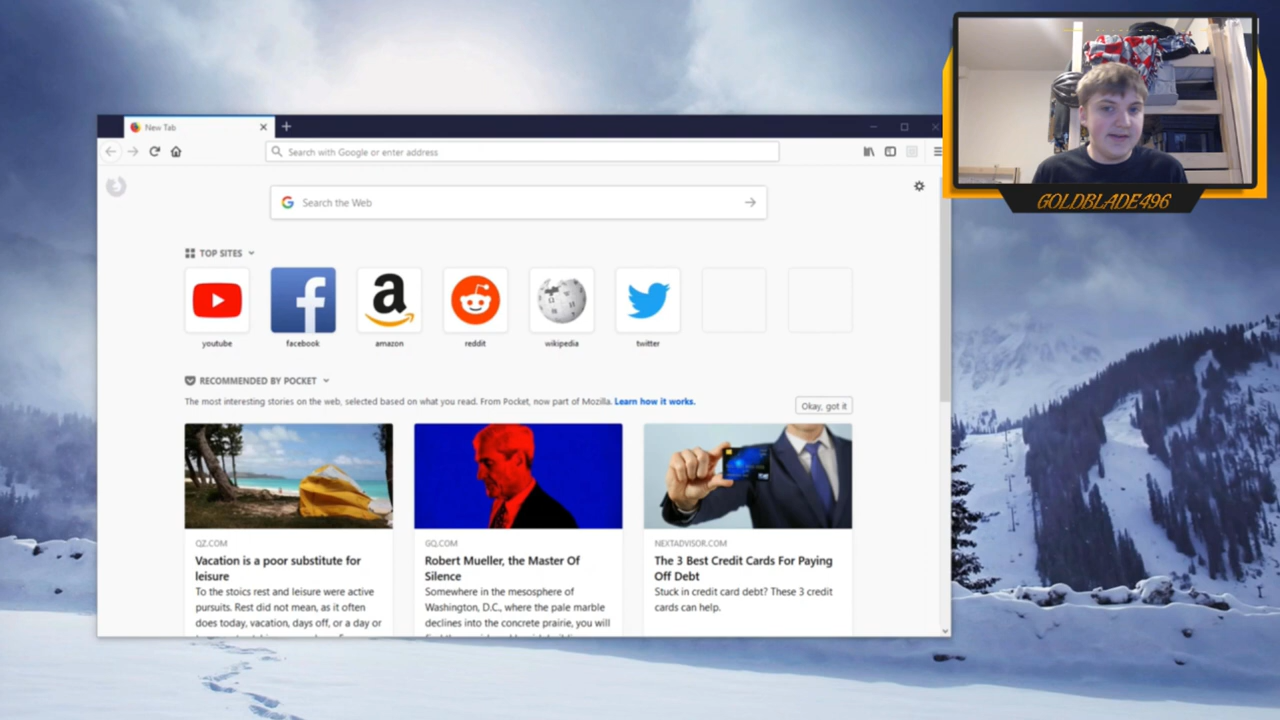 New Tab
Search with Google or enter address
Search the Web
TOP SITES
youtube
facebook
amazon
reddit
wikipedia
twitter
RECOMMENDED BY POCKET
The most interesting stories on the web, selected based on what you read. From Pocket, now part of Mozilla. Learn how it works.
Okay, got it
QZ.COM
Vacation is a poor substitute for
leisure
To the stoics rest and leisure were active
pursuits. Rest did not mean, as it often
does today, vacation, days off, or a day or
GQ.COM
Robert Mueller, the Master Of
Silence
Somewhere in the mesosphere of
Washington, D.C., where the pale marble
declines into the concrete prairie, you will
NEXTADVISOR.COM
The 3 Best Credit Cards For Paying
Off Debt
Stuck in credit card debt? These 3 credit
cards can help.
GOLDBLADE496